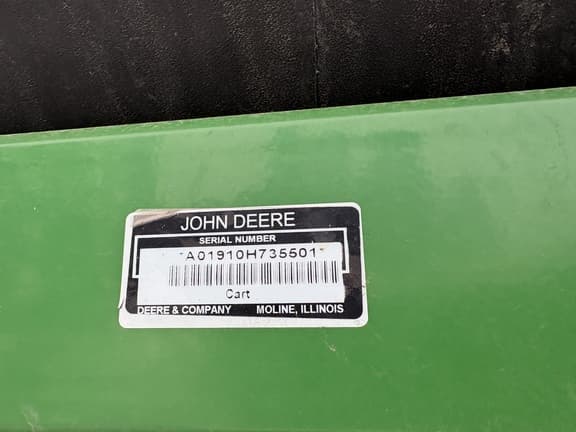 JOHN DEERE
SERIAL NUMBER
*A01910H735501*
Cart
DEERE & COMPANY MOLINE, ILLINOIS